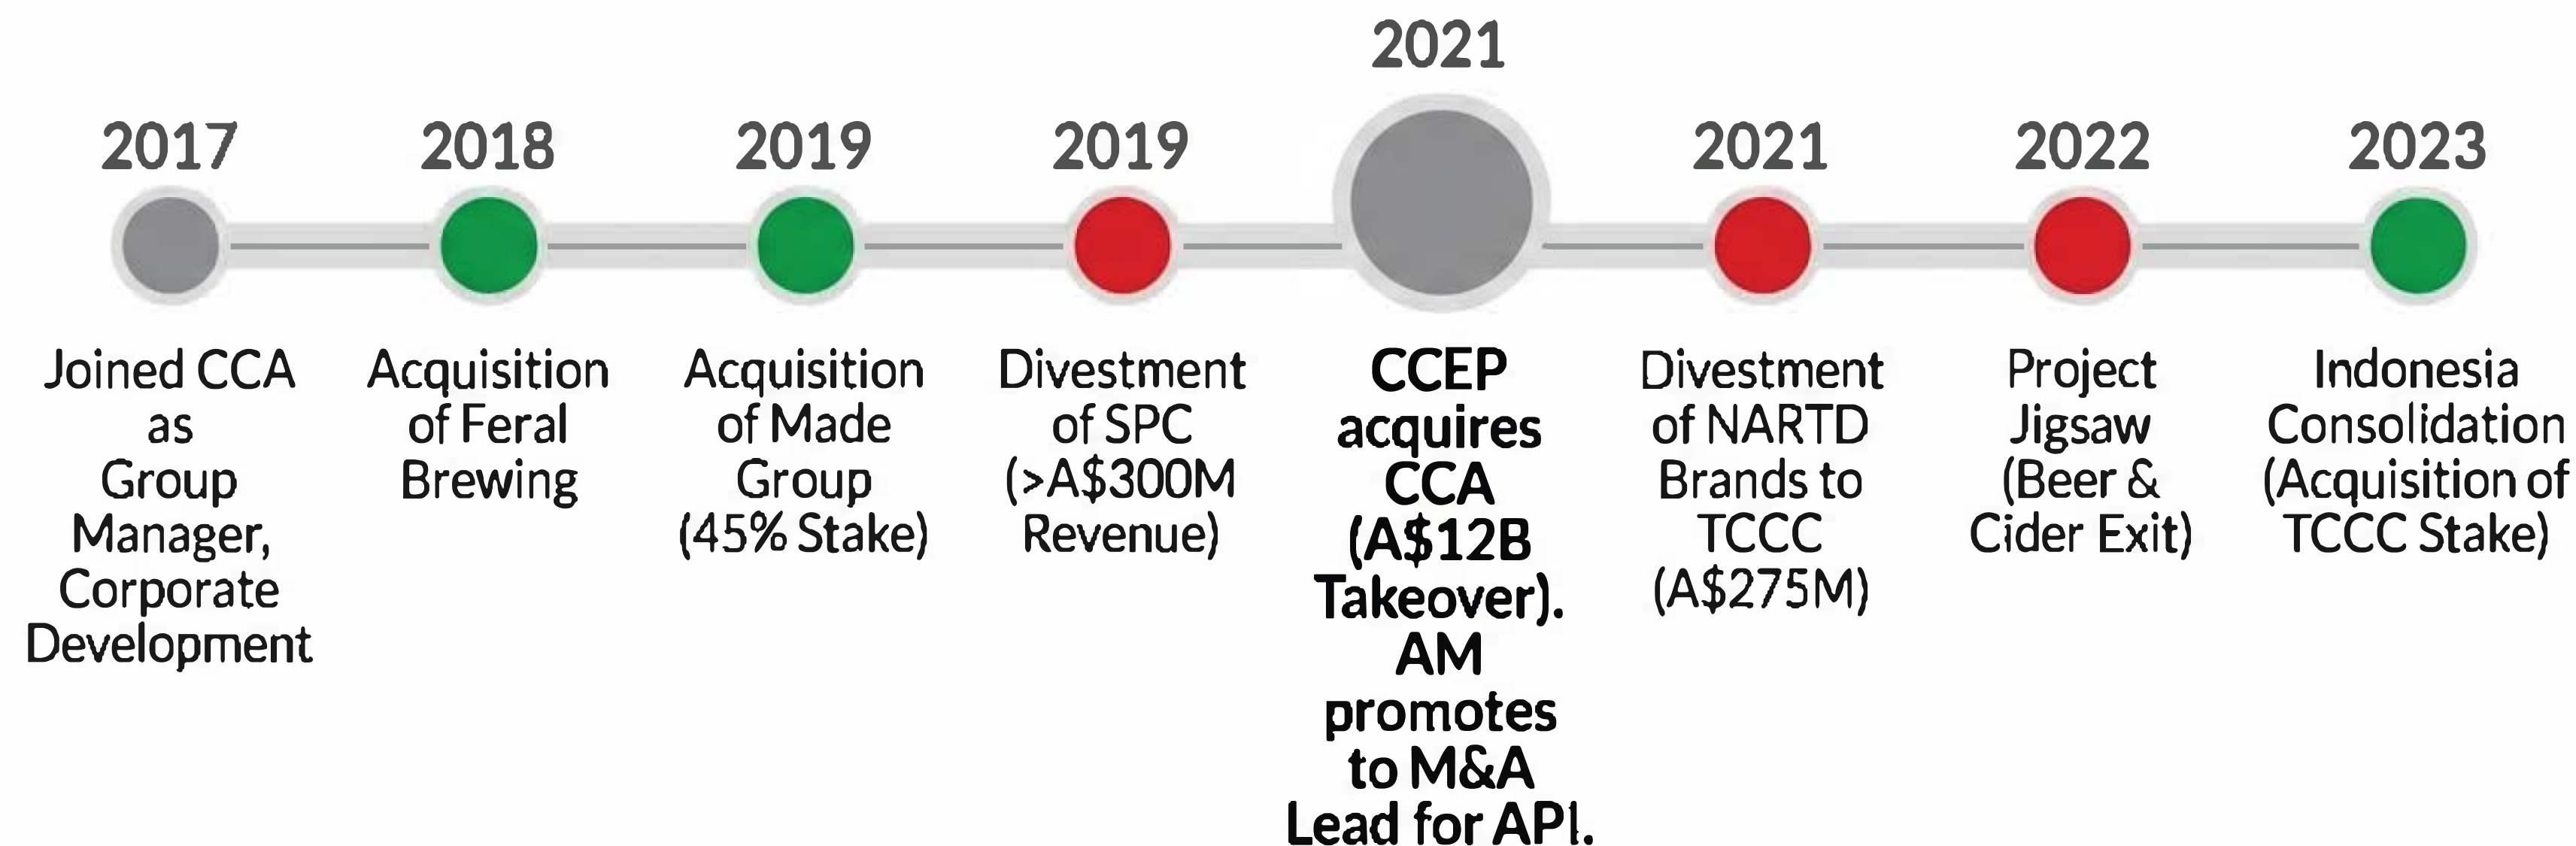 2017
Joined CCA
as
Group
Manager,
Corporate
Development
2018
Acquisition
of Feral
Brewing
2019
Acquisition
of Made
Group
(45% Stake)
2019
Divestment
of SPC
(>A$300M
Revenue)
2021
CCEP
acquires
CCA
(A$12B
Takeover).
AM
promotes
to M&A
Lead for API.
2021
Divestment
of NARTD
Brands to
TCCC
(A$275M)
2022
Project
Jigsaw
(Beer &
Cider Exit)
2023
Indonesia
Consolidation
(Acquisition of
TCCC Stake)